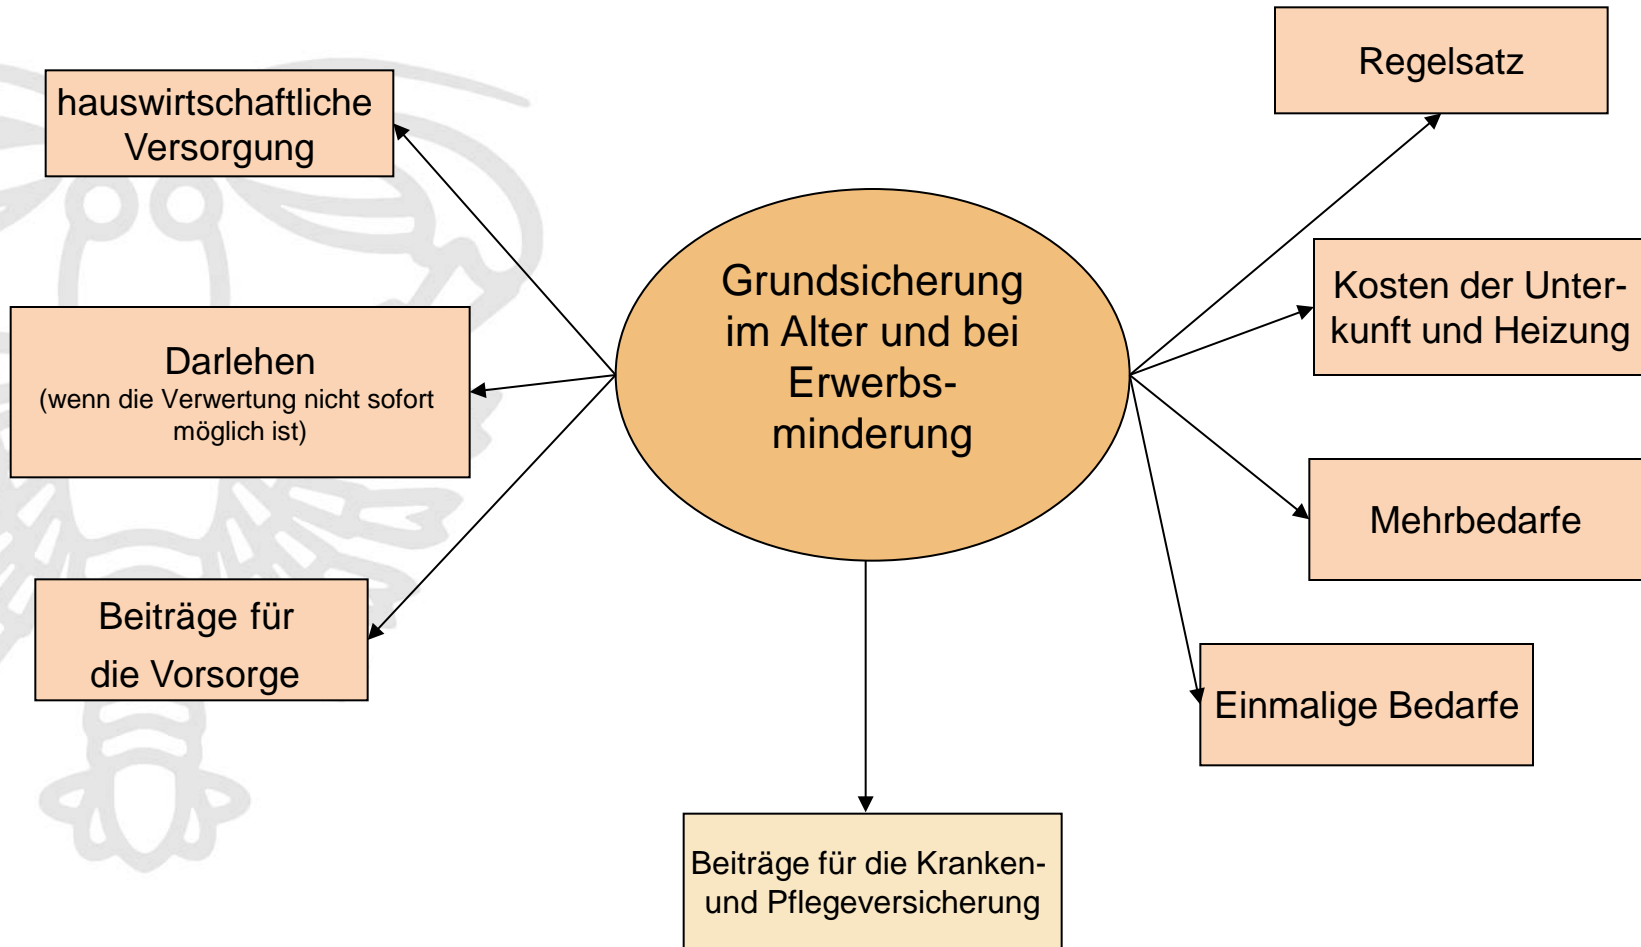 hauswirtschaftliche
Versorgung
Darlehen
(wenn die Verwertung nicht sofort
möglich ist)
Beiträge für
die Vorsorge
Grundsicherung
im Alter und bei
Erwerbs-
minderung
Beiträge für die Kranken-
und Pflegeversicherung
Regelsatz
Kosten der Unter-
kunft und Heizung
Mehrbedarfe
Einmalige Bedarfe